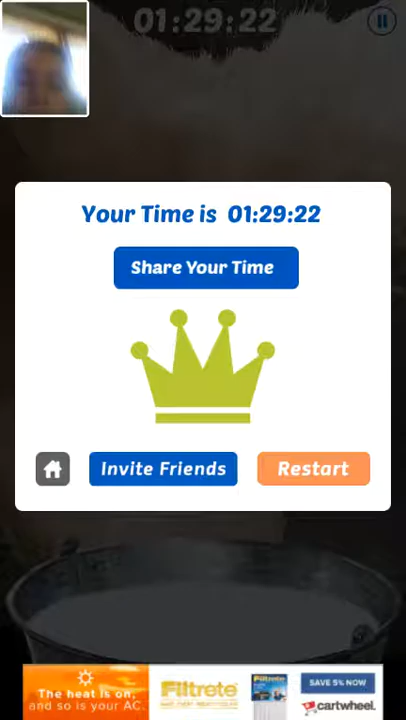 01:29:22
Your Time is 01:29:22
Share Your Time
Invite Friends
Restart
The heat is on,
and so is your AC.
Filtrete
Filtrete
SAVE 5% NOW
cartwheel.